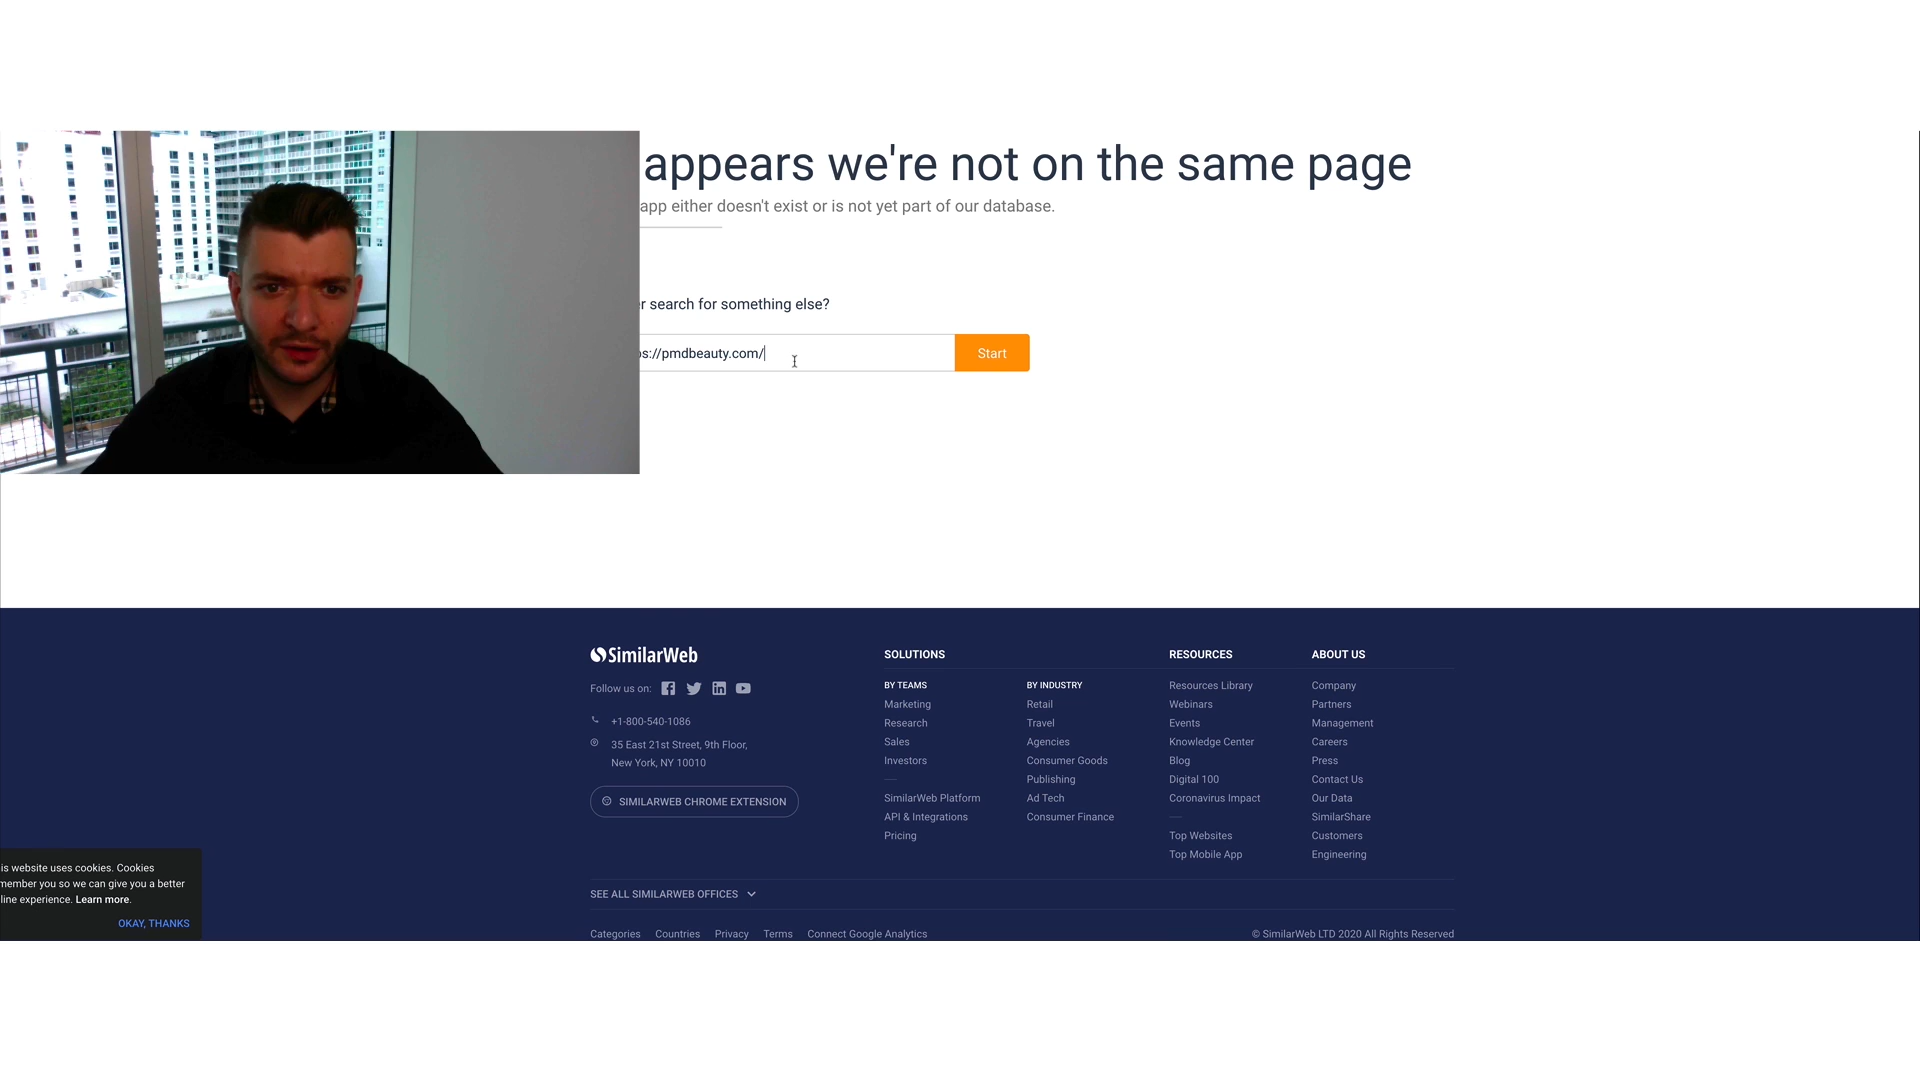 appears we're not on the same page
app either doesn't exist or is not yet part of our database.
r search for something else?
ps://pmdbeauty.com/
Start
SimilarWeb
Follow us on:
+1-800-540-1086
35 East 21st Street, 9th Floor,
New York, NY 10010
SIMILARWEB CHROME EXTENSION
SOLUTIONS
BY TEAMS
Marketing
Research
Sales
Investors
SimilarWeb Platform
API & Integrations
Pricing
BY INDUSTRY
Retail
Travel
Agencies
Consumer Goods
Publishing
Ad Tech
Consumer Finance
RESOURCES
Resources Library
Webinars
Events
Knowledge Center
Blog
Digital 100
Coronavirus Impact
Top Websites
Top Mobile App
ABOUT US
Company
Partners
Management
Careers
Press
Contact Us
Our Data
SimilarShare
Customers
Engineering
is website uses cookies. Cookies
member you so we can give you a better
line experience. Learn more.
OKAY, THANKS
SEE ALL SIMILARWEB OFFICES
Categories Countries Privacy Terms Connect Google Analytics
© SimilarWeb LTD 2020 All Rights Reserved